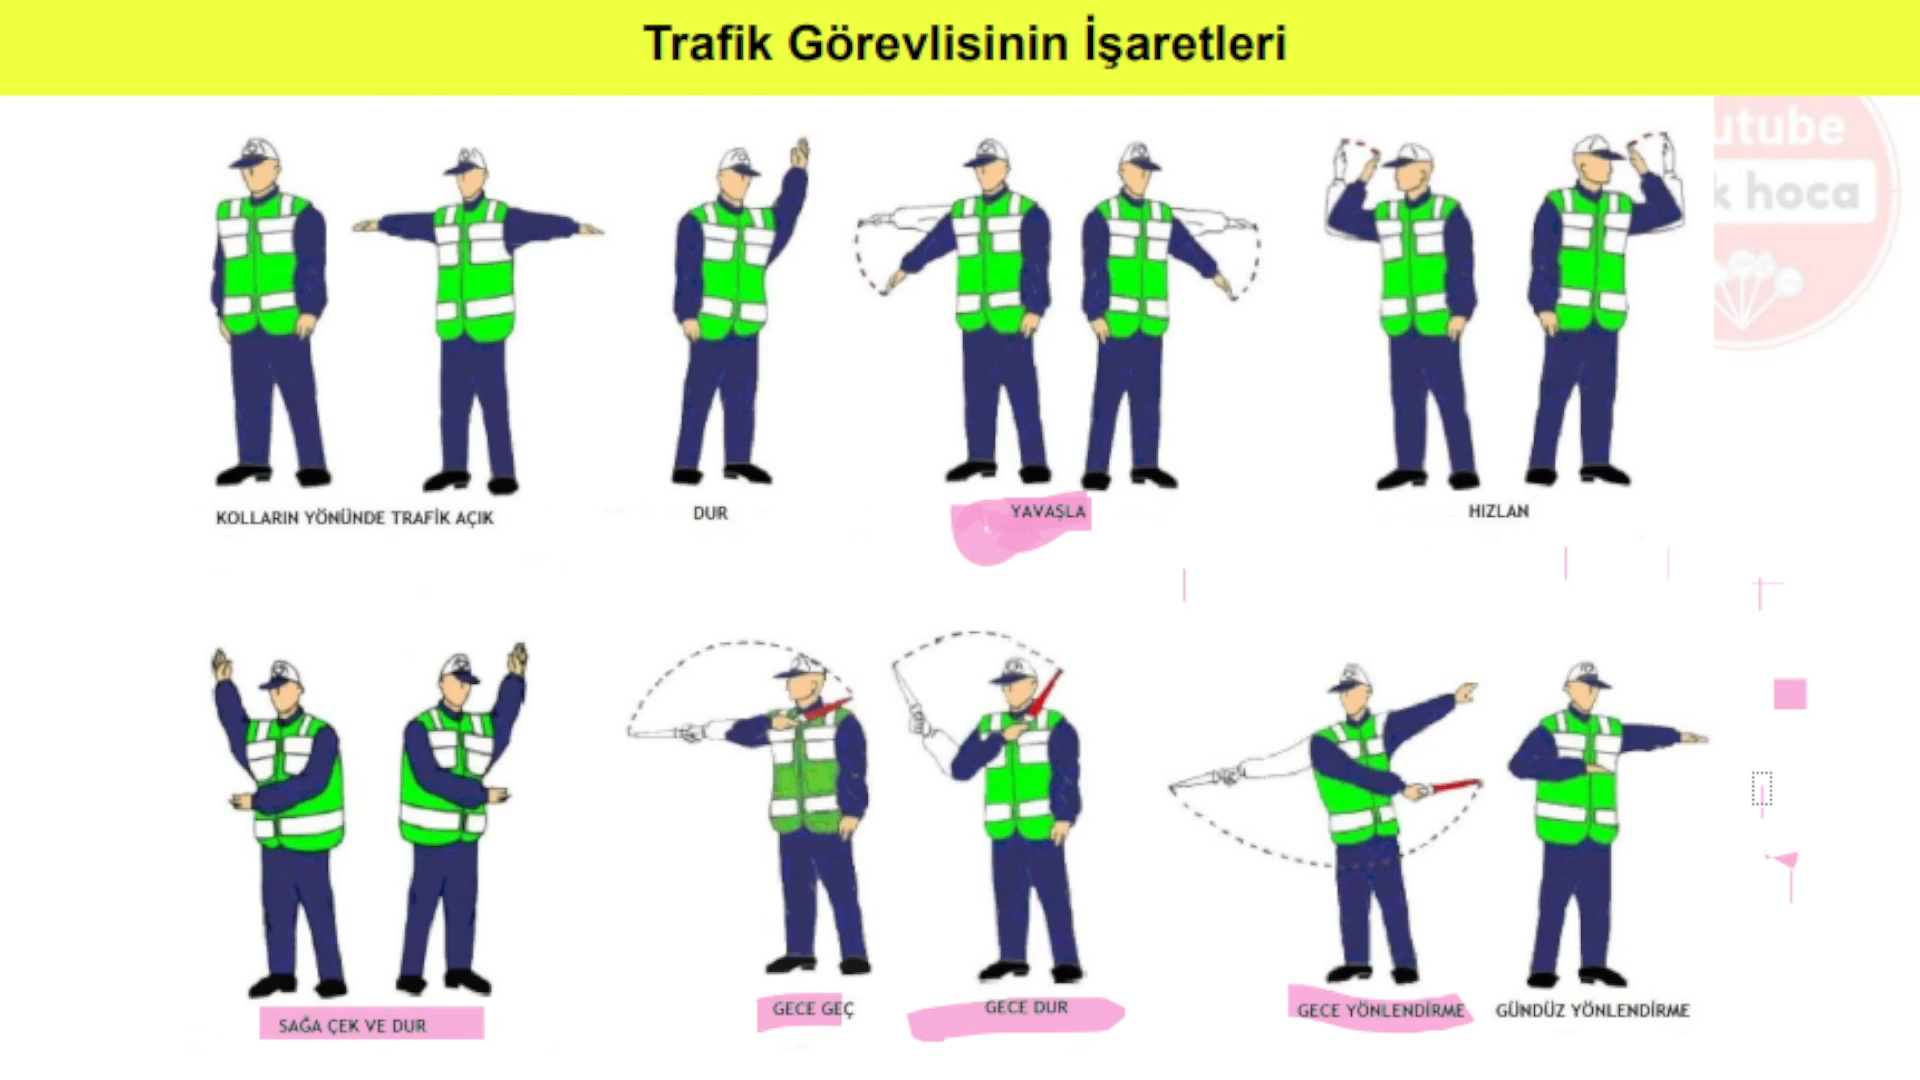 Trafik Görevlisinin İşaretleri
utube
k hoca
KOLLARIN YÖNÜNDE TRAFİK AÇIK
DUR
YAVAŞLA
HIZLAN
SAĞA ÇEK VE DUR
GECE GEÇ
GECE DUR
GECE YÖNLENDİRME
GÜNDÜZ YÖNLENDİRME